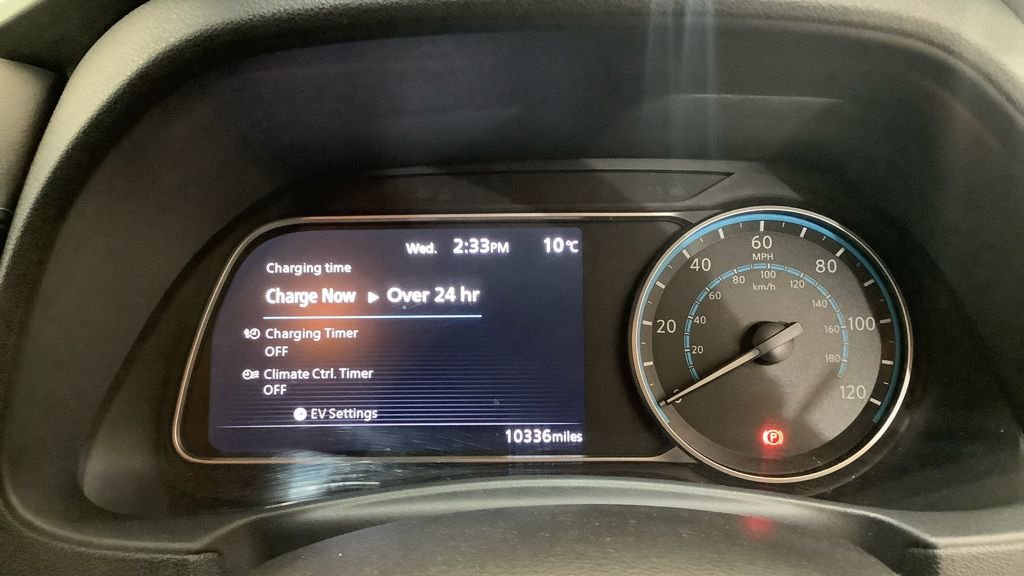 Wed. 2:33PM 10℃
Charging time
Charge Now ▶ Over 24 hr
Charging Timer
OFF
Climate Ctrl. Timer
OFF
EV Settings
10336miles
20 40 60 80 100 120
MPH
20 40 60 80 100 120 140 160 180
km/h
P